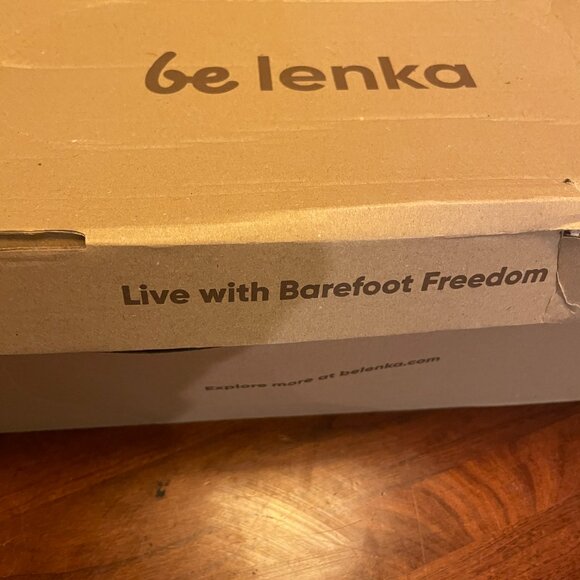 be lenka
Live with Barefoot Freedom
Explore more at belenka.com